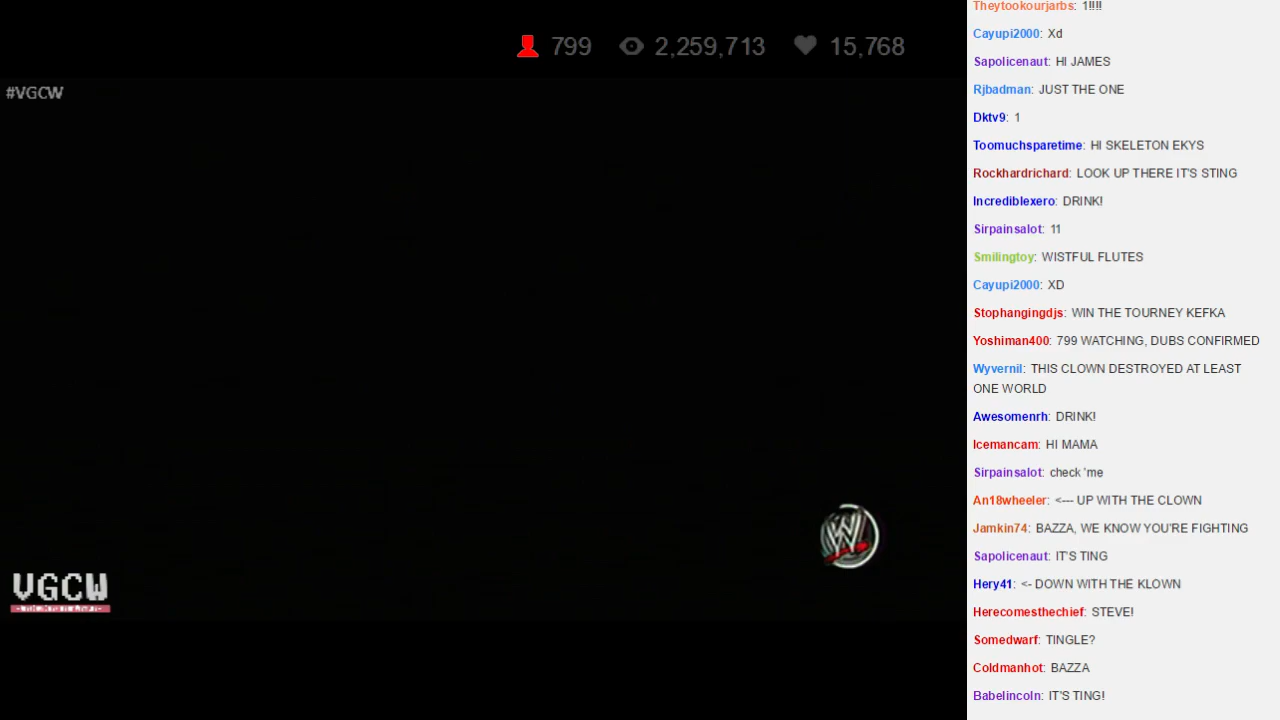 799 2,259,713 15,768
#VGCW
VGCW
Theytookourjarbs: 1!!!!
Cayupi2000: Xd
Sapolicenaut: HI JAMES
Rjbadman: JUST THE ONE
Dktv9: 1
Toomuchsparetime: HI SKELETON EKYS
Rockhardrichard: LOOK UP THERE IT'S STING
Incrediblexero: DRINK!
Sirpainsalot: 11
Smilingtoy: WISTFUL FLUTES
Cayupi2000: XD
Stophangingdjs: WIN THE TOURNEY KEFKA
Yoshiman400: 799 WATCHING, DUBS CONFIRMED
Wyvernil: THIS CLOWN DESTROYED AT LEAST
ONE WORLD
Awesomenrh: DRINK!
Icemancam: HI MAMA
Sirpainsalot: check 'me
An18wheeler: <--- UP WITH THE CLOWN
Jamkin74: BAZZA, WE KNOW YOU'RE FIGHTING
Sapolicenaut: IT'S TING
Hery41: <- DOWN WITH THE KLOWN
Herecomesthechief: STEVE!
Somedwarf: TINGLE?
Coldmanhot: BAZZA
Babelincoln: IT'S TING!